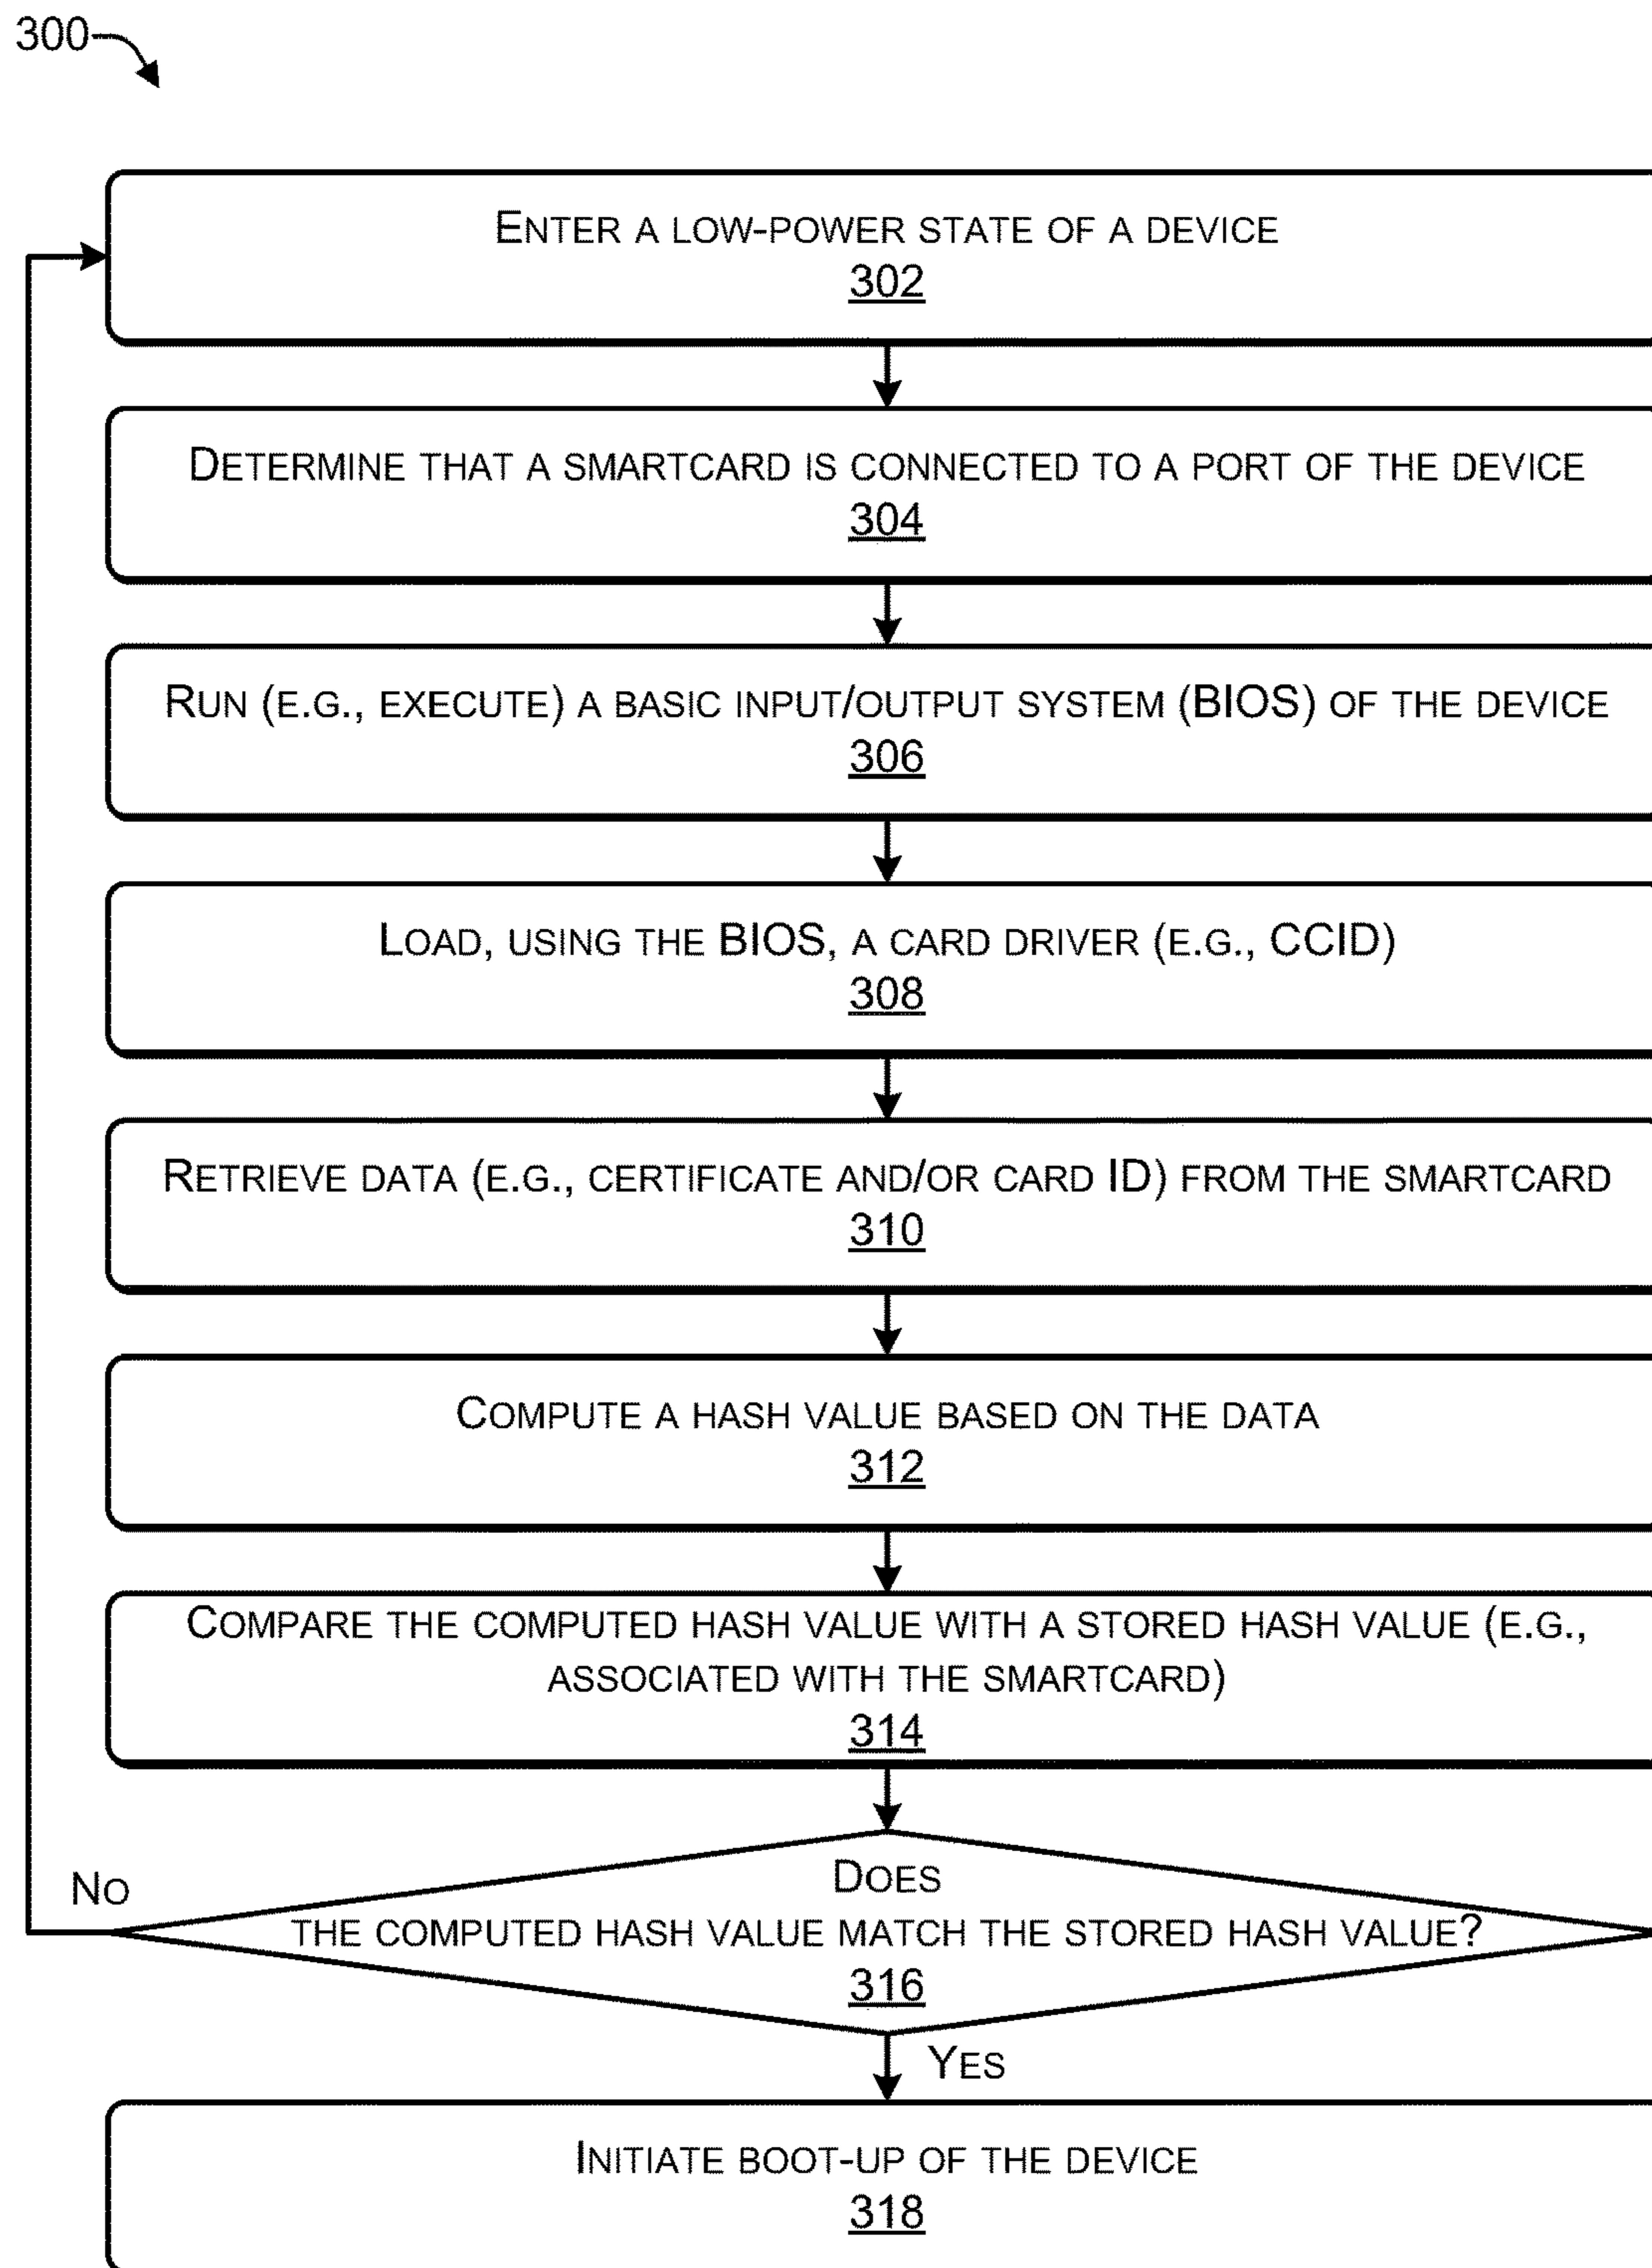 300
ENTER A LOW-POWER STATE OF A DEVICE
302
DETERMINE THAT A SMARTCARD IS CONNECTED TO A PORT OF THE DEVICE
304
RUN (E.G., EXECUTE) A BASIC INPUT/OUTPUT SYSTEM (BIOS) OF THE DEVICE
306
LOAD, USING THE BIOS, A CARD DRIVER (E.G., CCID)
308
RETRIEVE DATA (E.G., CERTIFICATE AND/OR CARD ID) FROM THE SMARTCARD
310
COMPUTE A HASH VALUE BASED ON THE DATA
312
COMPARE THE COMPUTED HASH VALUE WITH A STORED HASH VALUE (E.G.,
ASSOCIATED WITH THE SMARTCARD)
314
NO
DOES
THE COMPUTED HASH VALUE MATCH THE STORED HASH VALUE?
316
YES
INITIATE BOOT-UP OF THE DEVICE
318